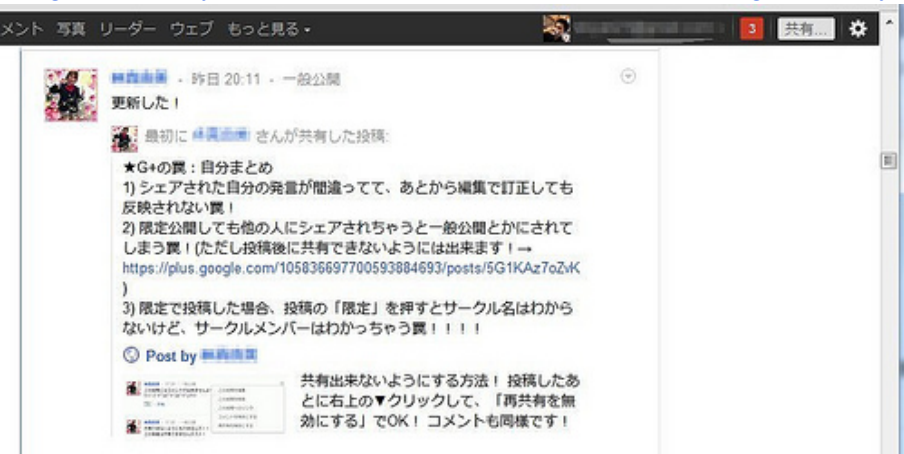 メント 写真 リーダー ウェブ もっと見る
3 共有...
- 昨日 20:11 - 一般公開
更新した!
最初に さんが共有した投稿:
★G+の罠:自分まとめ
1) シェアされた自分の発言が間違ってて、あとから編集で訂正しても
反映されない罠!
2) 限定公開しても他の人にシェアされちゃうと一般公開とかにされて
しまう罠!(ただし投稿後に共有できないようには出来ます!→
https://plus.google.com/105836697700593884693/posts/5G1KAz7oZvK
)
3) 限定で投稿した場合、投稿の「限定」を押すとサークル名はわから
ないけど、サークルメンバーはわかっちゃう罠!!!!
Post by
共有出来ないようにする方法! 投稿したあ
とに右上の▼クリックして、「再共有を無
効にする」でOK! コメントも同様です!